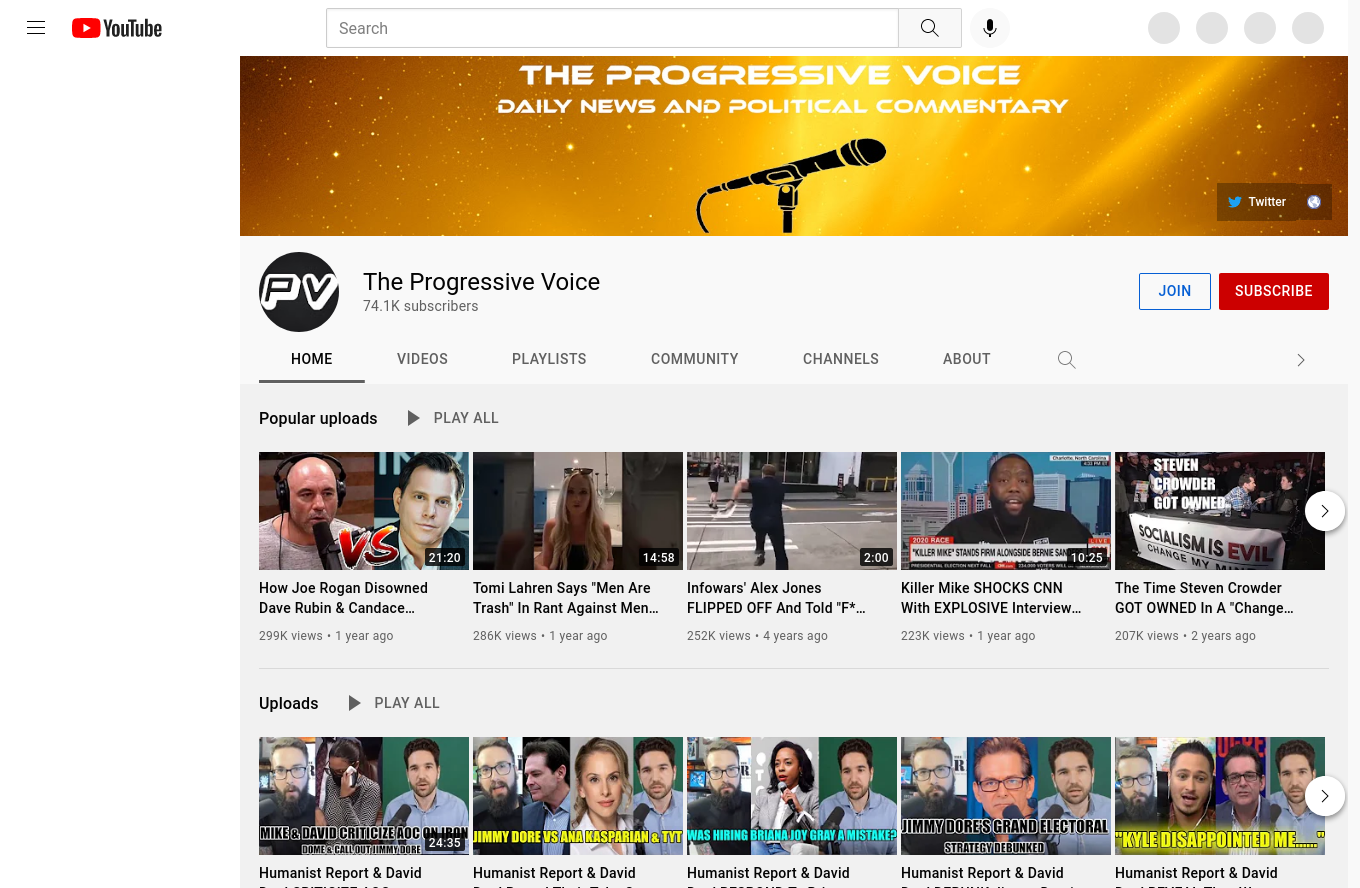 YouTube
Search
THE PROGRESSIVE VOICE
DAILY NEWS AND POLITICAL COMMENTARY
Twitter
PV
The Progressive Voice
74.1K subscribers
JOIN
SUBSCRIBE
HOME
VIDEOS
PLAYLISTS
COMMUNITY
CHANNELS
ABOUT
Popular uploads
PLAY ALL
VS
21:20
14:58
2:00
Charlotte, North Carolina
4:23 PM ET
2020 RACE
LIVE
"KILLER MIKE" STANDS FIRM ALONGSIDE BERNIE SAN
10:25
STEVEN
CROWDER
GOT OWNED
SOCIALISM IS EVIL
CHANGE MY MIND
How Joe Rogan Disowned
Dave Rubin & Candace…
299K views • 1 year ago
Tomi Lahren Says "Men Are
Trash" In Rant Against Men…
286K views • 1 year ago
Infowars' Alex Jones
FLIPPED OFF And Told "F*…
252K views • 4 years ago
Killer Mike SHOCKS CNN
With EXPLOSIVE Interview…
223K views • 1 year ago
The Time Steven Crowder
GOT OWNED In A "Change…
207K views • 2 years ago
Uploads
PLAY ALL
MIKE & DAVID CRITICIZE AOC ON IRON
DOME & CALL OUT JIMMY DORE
24:35
JIMMY DORE VS ANA KASPARIAN & TYT
WAS HIRING BRIANA JOY GRAY A MISTAKE?
JIMMY DORE'S GRAND ELECTORAL
STRATEGY DEBUNKED
"KYLE DISAPPOINTED ME......"
Humanist Report & David
Humanist Report & David
Humanist Report & David
Humanist Report & David
Humanist Report & David